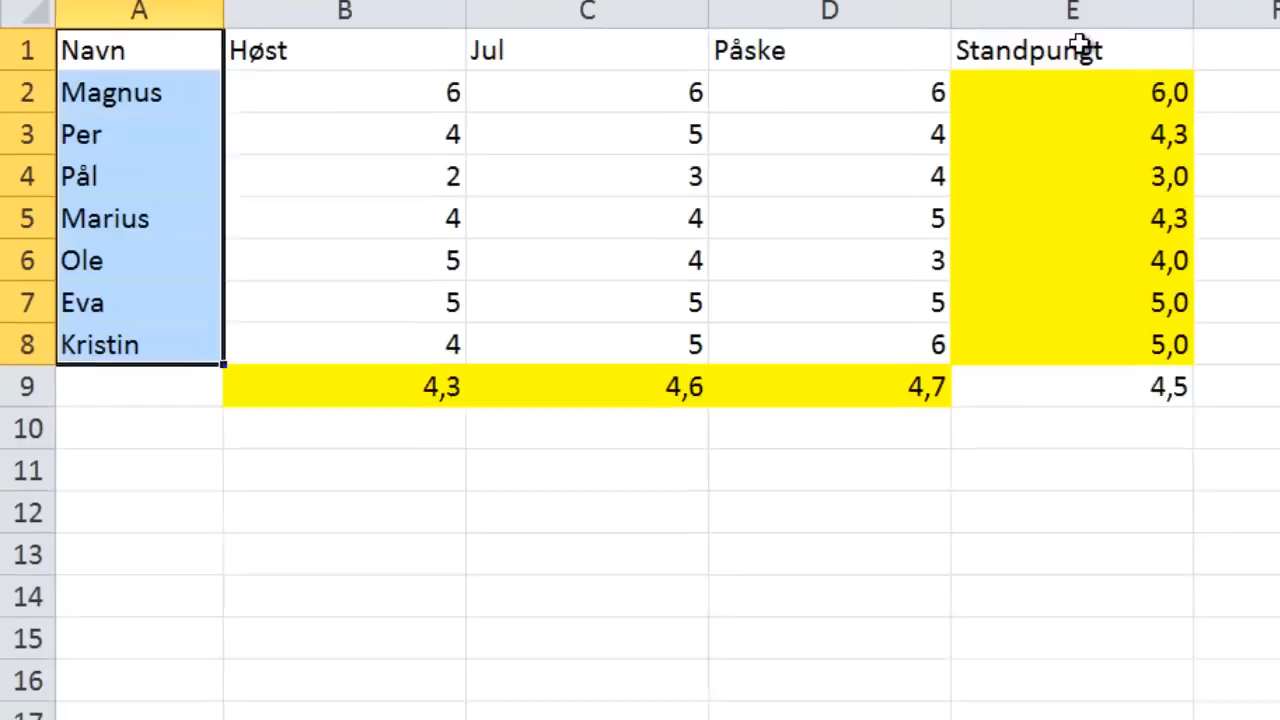 A B C D E F
1 Navn Høst Jul Påske Standpungt
2 Magnus 6 6 6 6,0
3 Per 4 5 4 4,3
4 Pål 2 3 4 3,0
5 Marius 4 4 5 4,3
6 Ole 5 4 3 4,0
7 Eva 5 5 5 5,0
8 Kristin 4 5 6 5,0
9 4,3 4,6 4,7 4,5
10
11
12
13
14
15
16
17